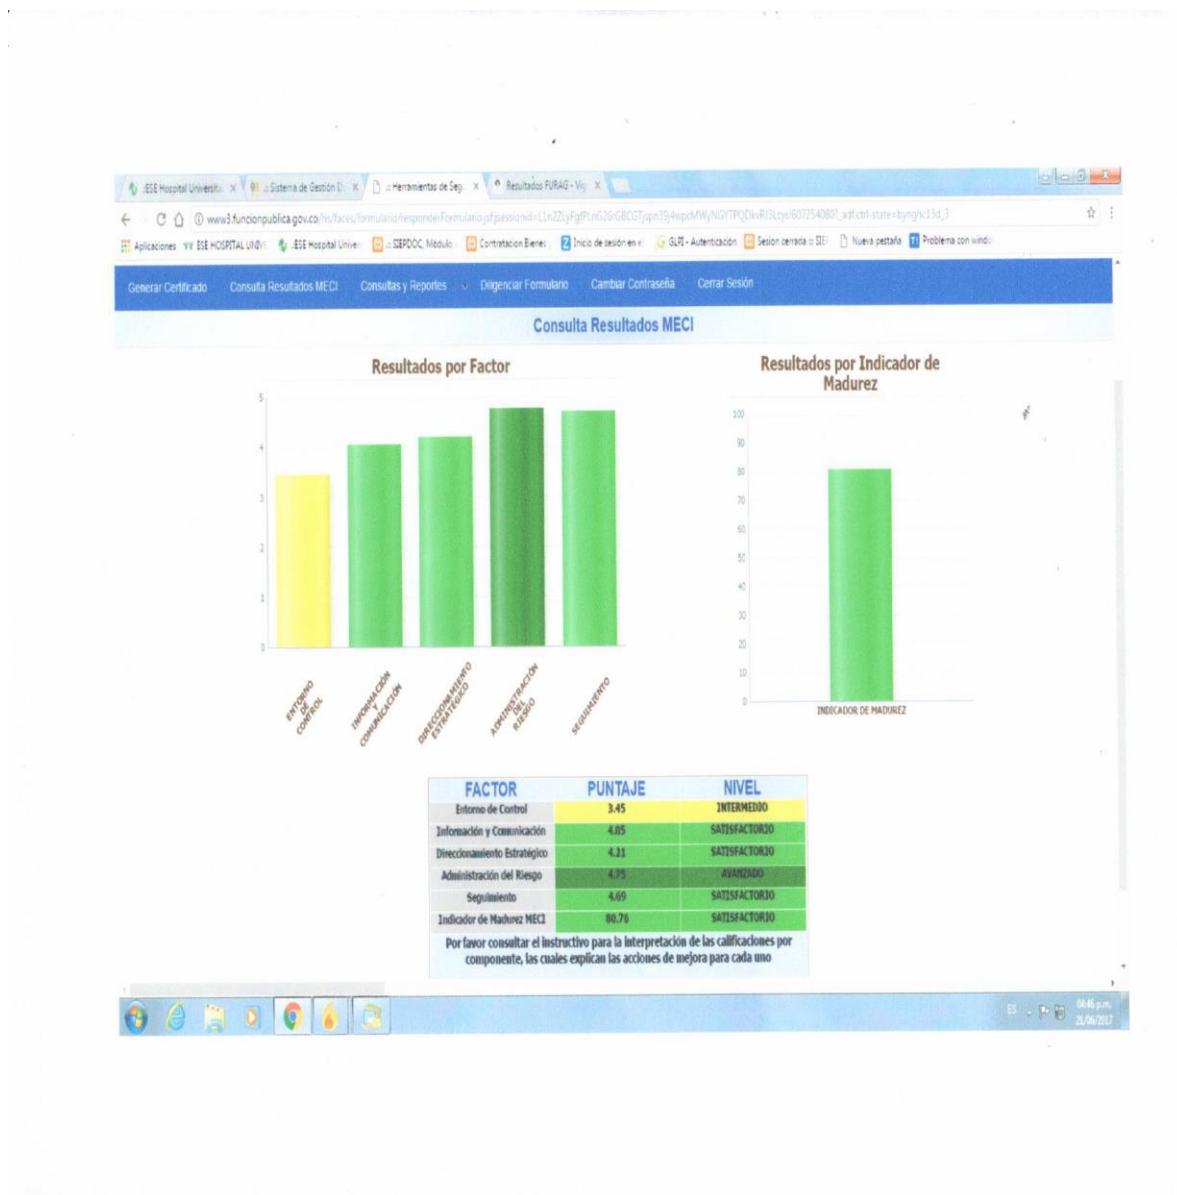 :ESE Hospital Universita
.:: Sistema de Gestión D
.:: Herramientas de Seg
Resultados FURAG - Vig
www3.funcionpublica.gov.co
Aplicaciones
ESE HOSPITAL UNIV
.:ESE Hospital Univer
.:: SIEPDOC, Modulo
Contratacion Bienes
Inicio de sesión en e
GLPI - Autenticación
Sesion cerrada :: SIE
Nueva pestaña
Problema con wind
Generar Certificado
Consulta Resultados MECI
Consultas y Reportes
Diligenciar Formulario
Cambiar Contraseña
Cerrar Sesión
Consulta Resultados MECI
Resultados por Factor
5
4
3
2
1
0
ENTORNO
DE
CONTROL
INFORMACIÓN
Y
COMUNICACIÓN
DIRECCIONAMIENTO
ESTRATÉGICO
ADMINISTRACIÓN
DEL
RIESGO
SEGUIMIENTO
Resultados por Indicador de
Madurez
100
90
80
70
60
50
40
30
20
10
0
INDICADOR DE MADUREZ
FACTOR PUNTAJE NIVEL
Entorno de Control 3.45 INTERMEDIO
Información y Comunicación 4.05 SATISFACTORIO
Direccionamiento Estratégico 4.21 SATISFACTORIO
Administración del Riesgo 4.75 AVANZADO
Seguimiento 4.69 SATISFACTORIO
Indicador de Madurez MECI 80.76 SATISFACTORIO
Por favor consultar el instructivo para la interpretación de las calificaciones por
componente, las cuales explican las acciones de mejora para cada uno
ES
04:46 p.m.
21/06/2017